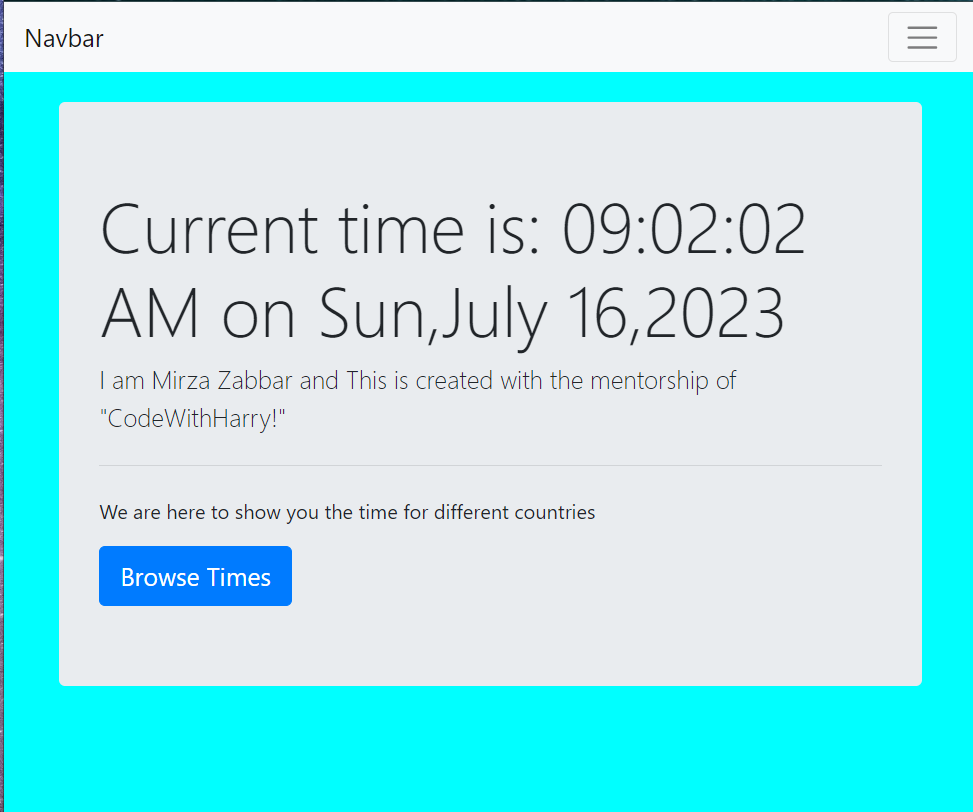 Navbar
Current time is: 09:02:02
AM on Sun,July 16,2023
I am Mirza Zabbar and This is created with the mentorship of
"CodeWithHarry!"
We are here to show you the time for different countries
Browse Times